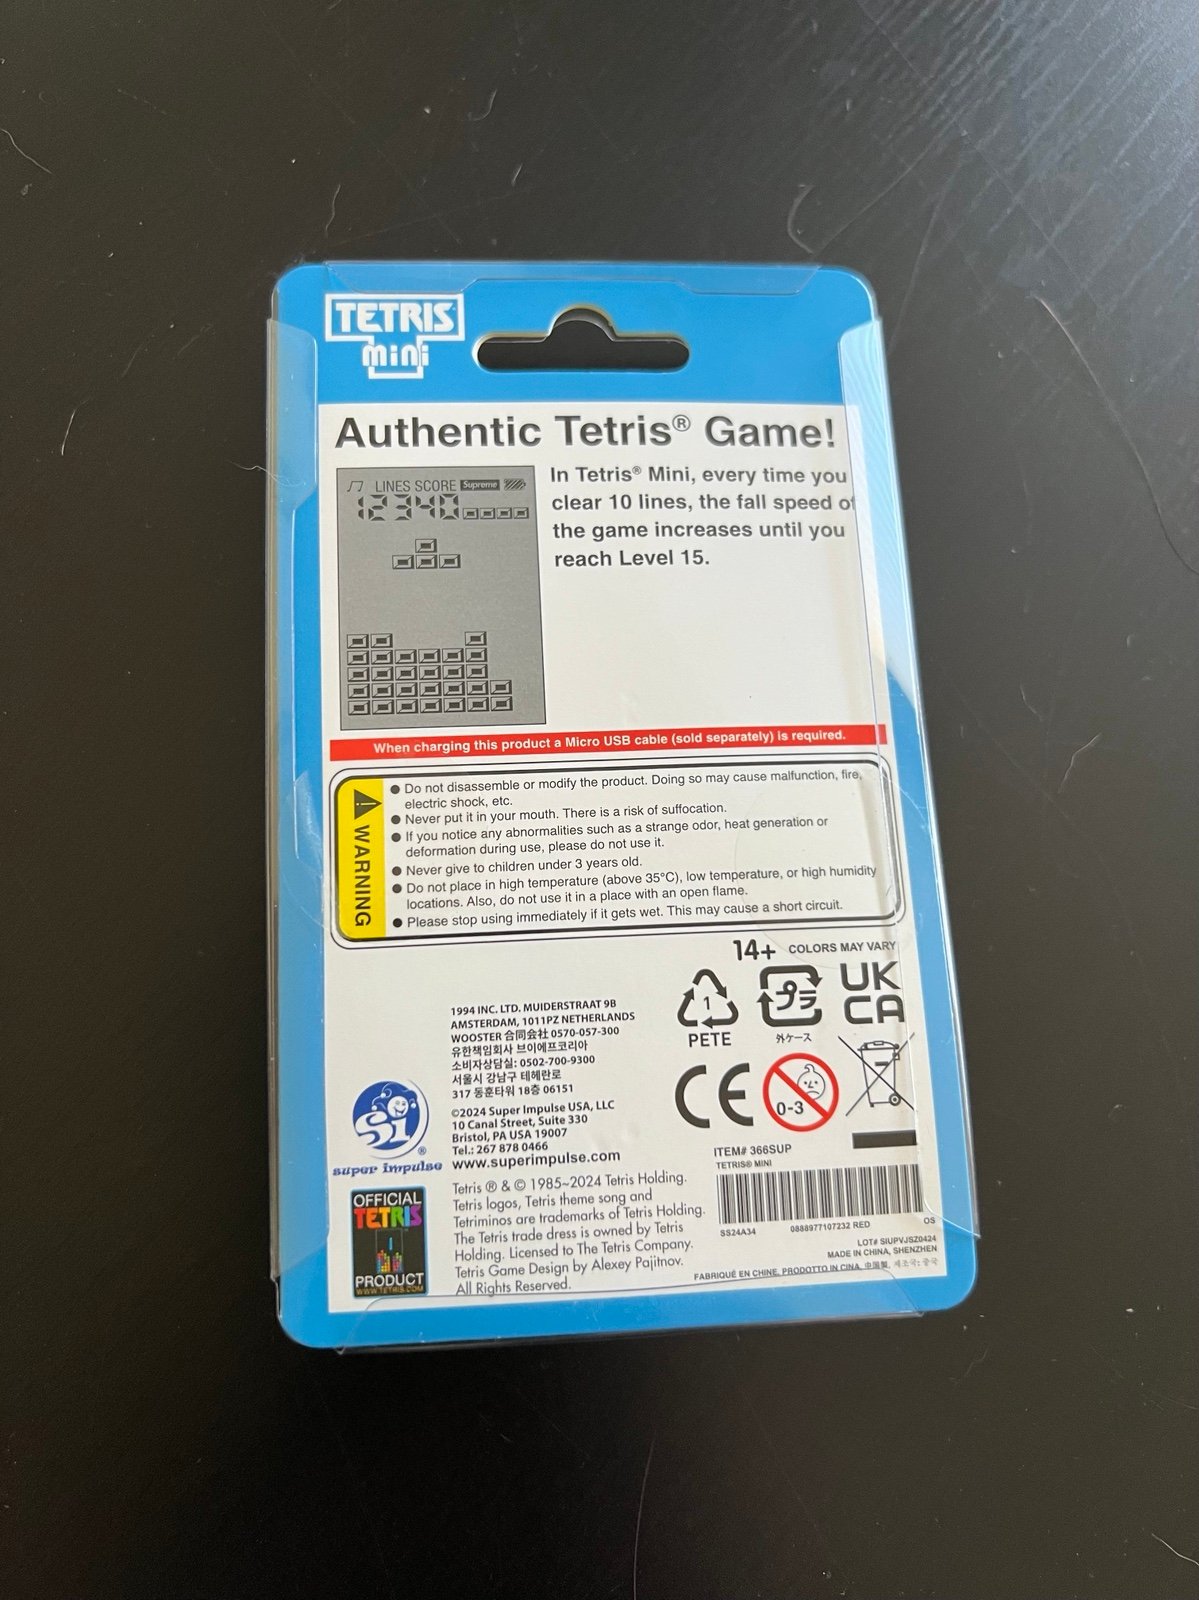 TETRIS
mini
Authentic Tetris® Game!
LINES SCORE Supreme
12340
In Tetris® Mini, every time you
clear 10 lines, the fall speed of
the game increases until you
reach Level 15.
When charging this product a Micro USB cable (sold separately) is required.
WARNING
● Do not disassemble or modify the product. Doing so may cause malfunction, fire,
electric shock, etc.
● Never put it in your mouth. There is a risk of suffocation.
● If you notice any abnormalities such as a strange odor, heat generation or
deformation during use, please do not use it.
● Never give to children under 3 years old.
● Do not place in high temperature (above 35°C), low temperature, or high humidity
locations. Also, do not use it in a place with an open flame.
● Please stop using immediately if it gets wet. This may cause a short circuit.
14+ COLORS MAY VARY
1994 INC. LTD. MUIDERSTRAAT 9B
AMSTERDAM, 1011PZ NETHERLANDS
WOOSTER 合同会社 0570-057-300
유한책임회사 브이에프코리아
소비자상담실: 0502-700-9300
서울시 강남구 테헤란로
317 동훈타워 18층 06151
©2024 Super Impulse USA, LLC
10 Canal Street, Suite 330
Bristol, PA USA 19007
Tel.: 267 878 0466
www.superimpulse.com
1
PETE
プラ
外ケース
UK
CA
CE
0-3
Si®
super impulse
OFFICIAL
TETRIS
PRODUCT
WWW.TETRIS.COM
Tetris ® & © 1985~2024 Tetris Holding.
Tetris logos, Tetris theme song and
Tetriminos are trademarks of Tetris Holding.
The Tetris trade dress is owned by Tetris
Holding. Licensed to The Tetris Company.
Tetris Game Design by Alexey Pajitnov.
All Rights Reserved.
ITEM# 366SUP
TETRIS® MINI
SS24A34 0888977107232 RED OS
LOT# SIUPVJSZ0424
MADE IN CHINA, SHENZHEN
FABRIQUÉ EN CHINE, PRODOTTO IN CINA, 中国製, 제조국: 중국